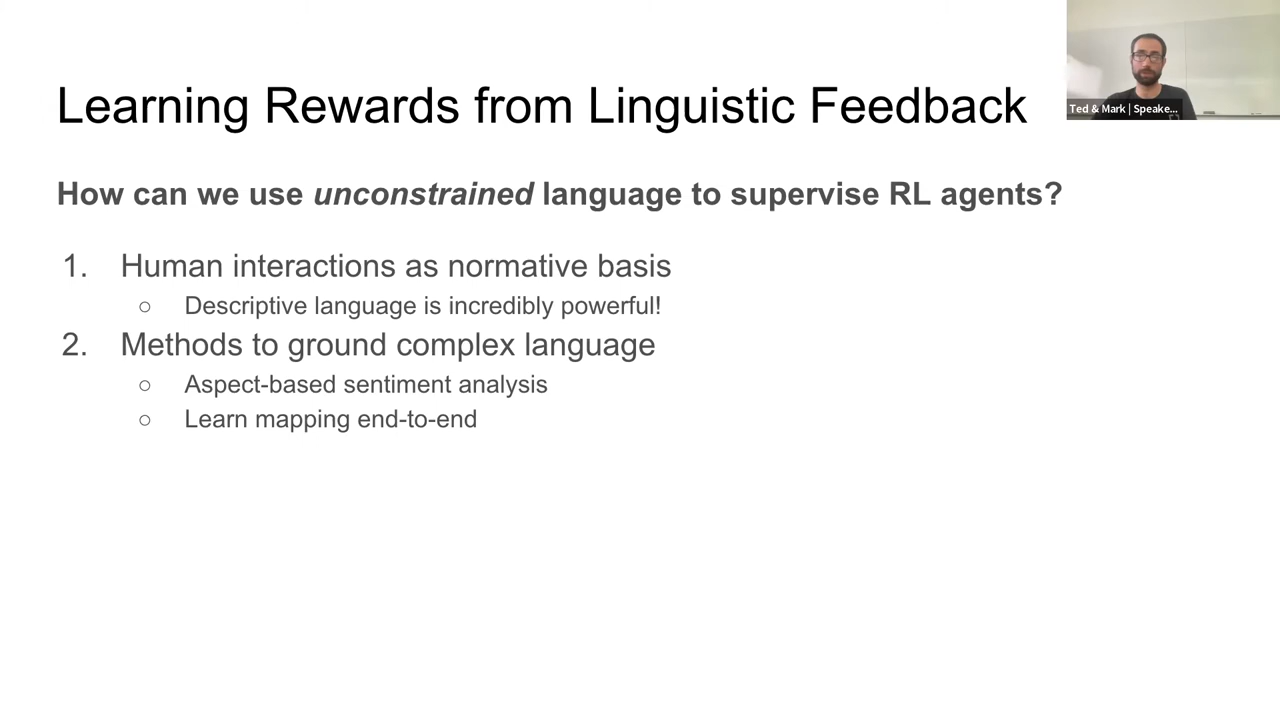 Learning Rewards from Linguistic Feedback
Ted & Mark | Speake...
How can we use unconstrained language to supervise RL agents?
1. Human interactions as normative basis
○ Descriptive language is incredibly powerful!
2. Methods to ground complex language
○ Aspect-based sentiment analysis
○ Learn mapping end-to-end